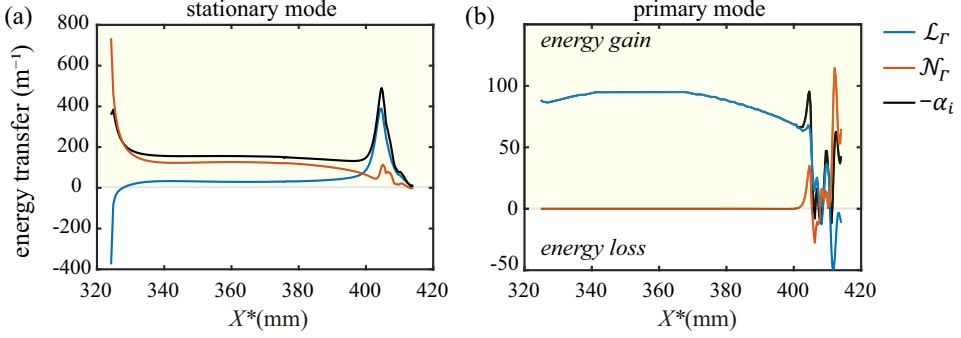 (a)
stationary mode
energy transfer (m⁻¹)
800
600
400
200
0
-200
-400
320
340
360
380
400
420
X*(mm)
(b)
primary mode
energy gain
energy loss
100
50
0
-50
320
340
360
380
400
420
X*(mm)
ℒ_Γ
𝒩_Γ
−α_i